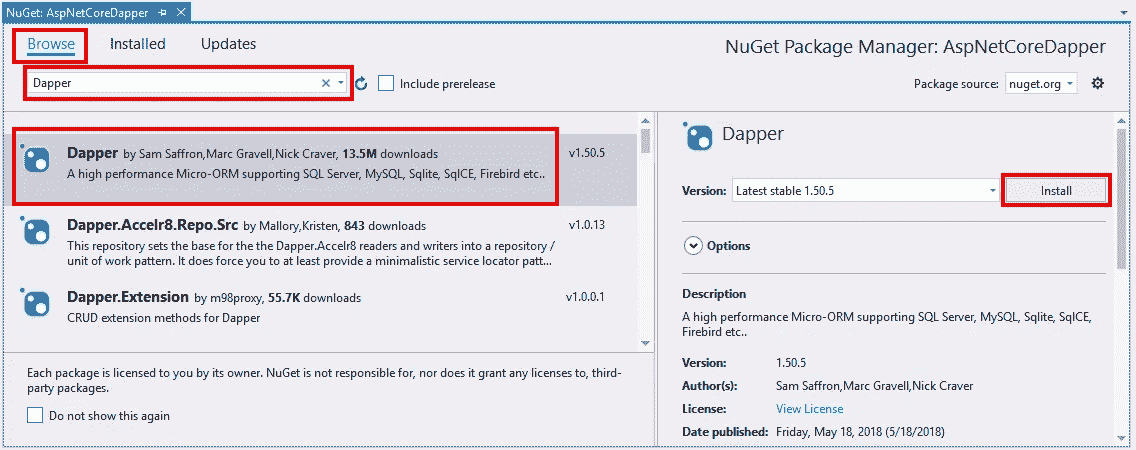 NuGet: AspNetCoreDapper
Browse Installed Updates
NuGet Package Manager: AspNetCoreDapper
Dapper
Include prerelease
Package source: nuget.org
Dapper by Sam Saffron,Marc Gravell,Nick Craver, 13.5M downloads v1.50.5
A high performance Micro-ORM supporting SQL Server, MySQL, Sqlite, SqlCE, Firebird etc..
Dapper.Accelr8.Repo.Src by Mallory,Kristen, 843 downloads v1.0.13
This repository sets the base for the the Dapper.Accelr8 readers and writers into a repository /
unit of work pattern. It does force you to at least provide a minimalistic service locator patt...
Dapper.Extension by m98proxy, 55.7K downloads v1.0.0.1
CRUD extension methods for Dapper
Each package is licensed to you by its owner. NuGet is not responsible for, nor does it grant any licenses to, third-
party packages.
Do not show this again
Dapper
Version: Latest stable 1.50.5 Install
Options
Description
A high performance Micro-ORM supporting SQL Server, MySQL, Sqlite, SqlCE,
Firebird etc..
Version: 1.50.5
Author(s): Sam Saffron,Marc Gravell,Nick Craver
License: View License
Date published: Friday, May 18, 2018 (5/18/2018)